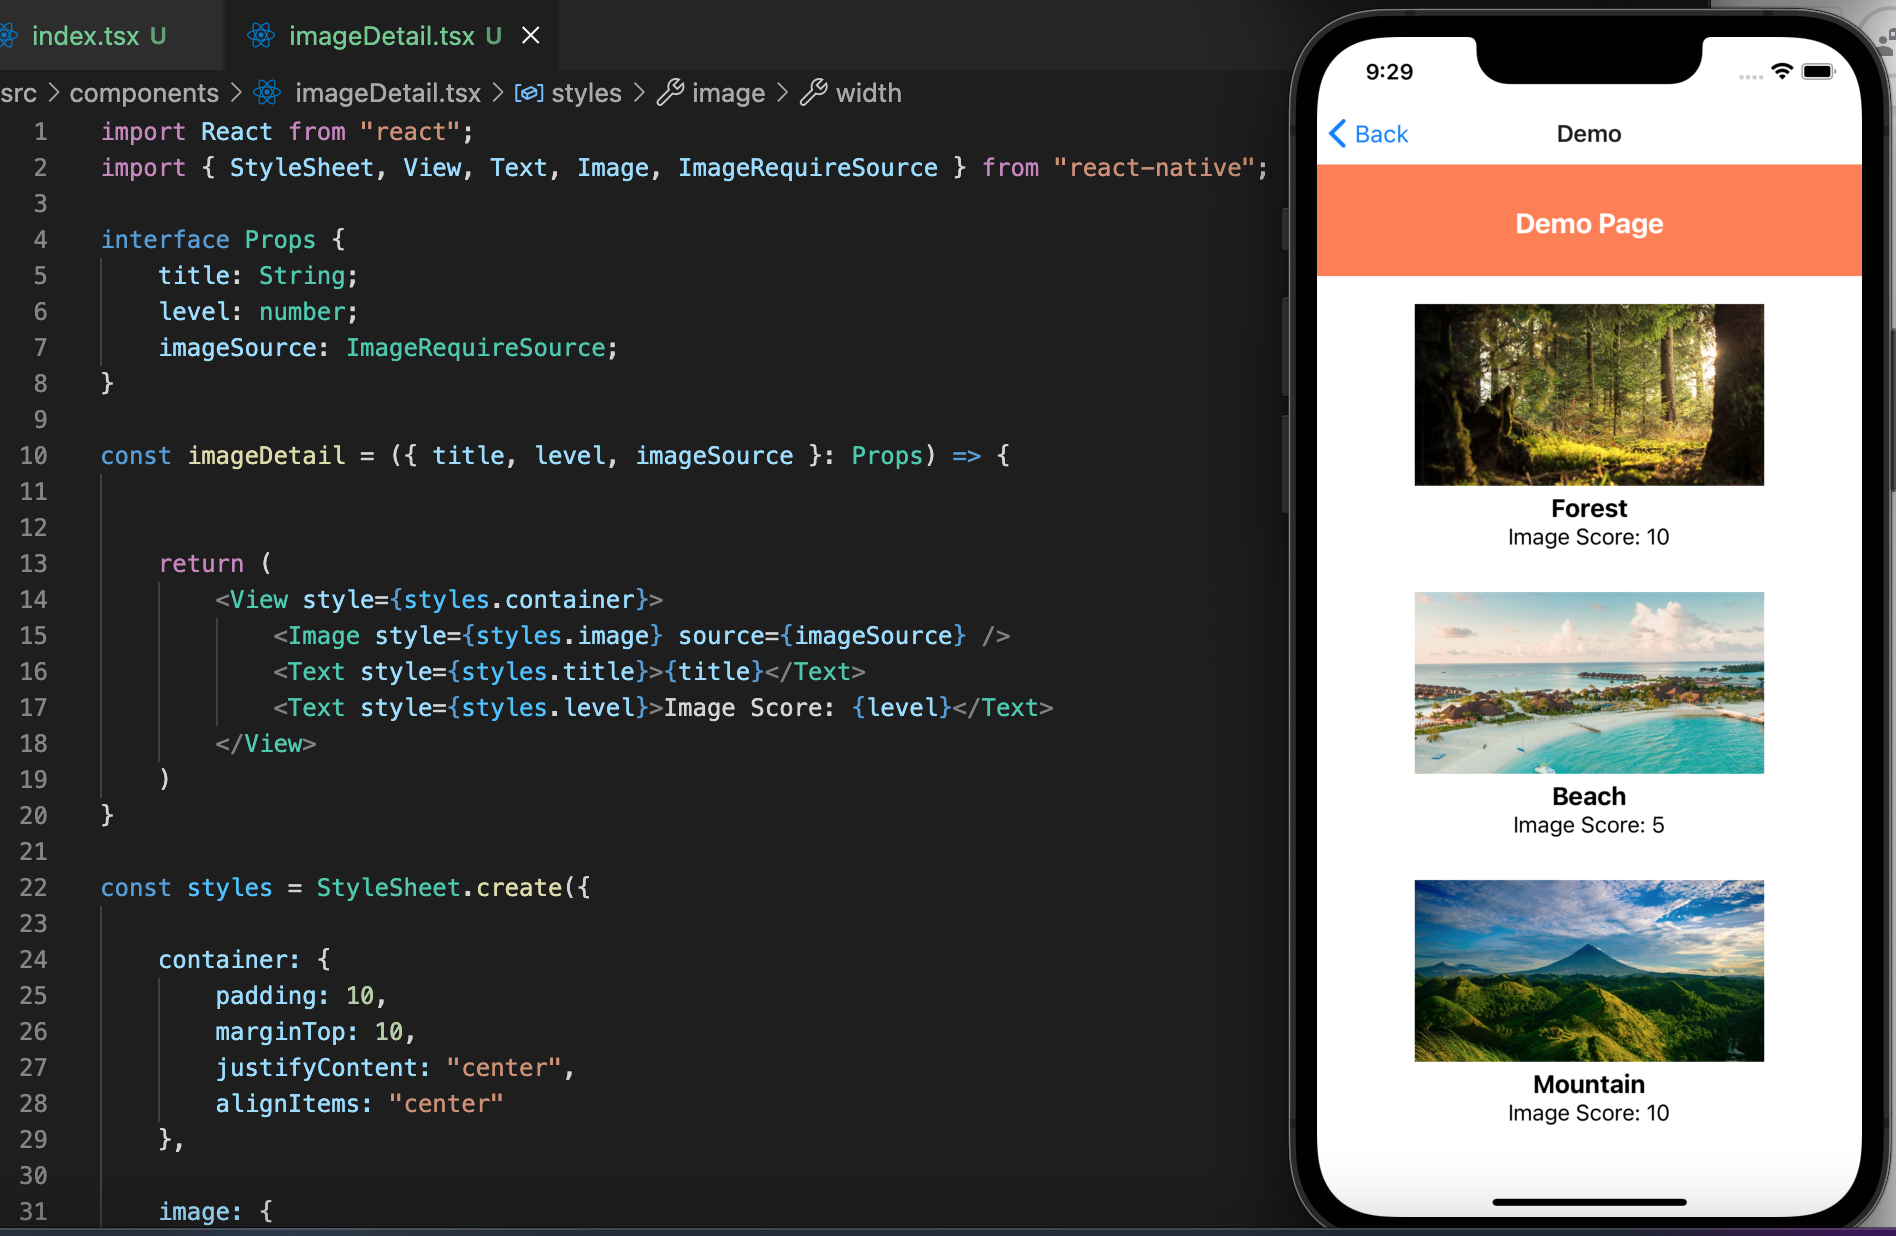 index.tsx U imageDetail.tsx U
src components imageDetail.tsx styles image width
1 import React from "react";
2 import { StyleSheet, View, Text, Image, ImageRequireSource } from "react-native";
3
4 interface Props {
5 title: String;
6 level: number;
7 imageSource: ImageRequireSource;
8 }
9
10 const imageDetail = ({ title, level, imageSource }: Props) => {
11
12
13 return (
14 <View style={styles.container}>
15 <Image style={styles.image} source={imageSource} />
16 <Text style={styles.title}>{title}</Text>
17 <Text style={styles.level}>Image Score: {level}</Text>
18 </View>
19 )
20 }
21
22 const styles = StyleSheet.create({
23
24 container: {
25 padding: 10,
26 marginTop: 10,
27 justifyContent: "center",
28 alignItems: "center"
29 },
30
31 image: {
9:29
Back Demo
Demo Page
Forest
Image Score: 10
Beach
Image Score: 5
Mountain
Image Score: 10